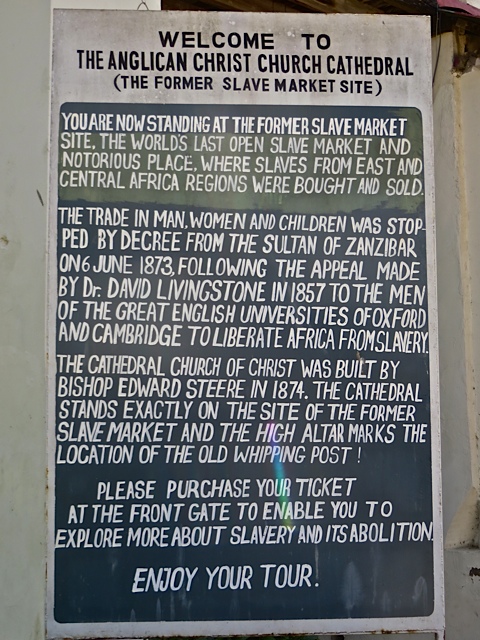 WELCOME TO
THE ANGLICAN CHRIST CHURCH CATHEDRAL
(THE FORMER SLAVE MARKET SITE)
YOU ARE NOW STANDING AT THE FORMER SLAVE MARKET
SITE, THE WORLD'S LAST OPEN SLAVE MARKET AND
NOTORIOUS PLACE, WHERE SLAVES FROM EAST AND
CENTRAL AFRICA REGIONS WERE BOUGHT AND SOLD.
THE TRADE IN MAN, WOMEN AND CHILDREN WAS STOP-
PED BY DECREE FROM THE SULTAN OF ZANZIBAR
ON 6 JUNE 1873, FOLLOWING THE APPEAL MADE
BY Dr. DAVID LIVINGSTONE IN 1857 TO THE MEN
OF THE GREAT ENGLISH UNIVERSITIES OF OXFORD
AND CAMBRIDGE TO LIBERATE AFRICA FROM SLAVERY.
THE CATHEDRAL CHURCH OF CHRIST WAS BUILT BY
BISHOP EDWARD STEERE IN 1874. THE CATHEDRAL
STANDS EXACTLY ON THE SITE OF THE FORMER
SLAVE MARKET AND THE HIGH ALTAR MARKS THE
LOCATION OF THE OLD WHIPPING POST !
PLEASE PURCHASE YOUR TICKET
AT THE FRONT GATE TO ENABLE YOU TO
EXPLORE MORE ABOUT SLAVERY AND ITS ABOLITION.
ENJOY YOUR TOUR.